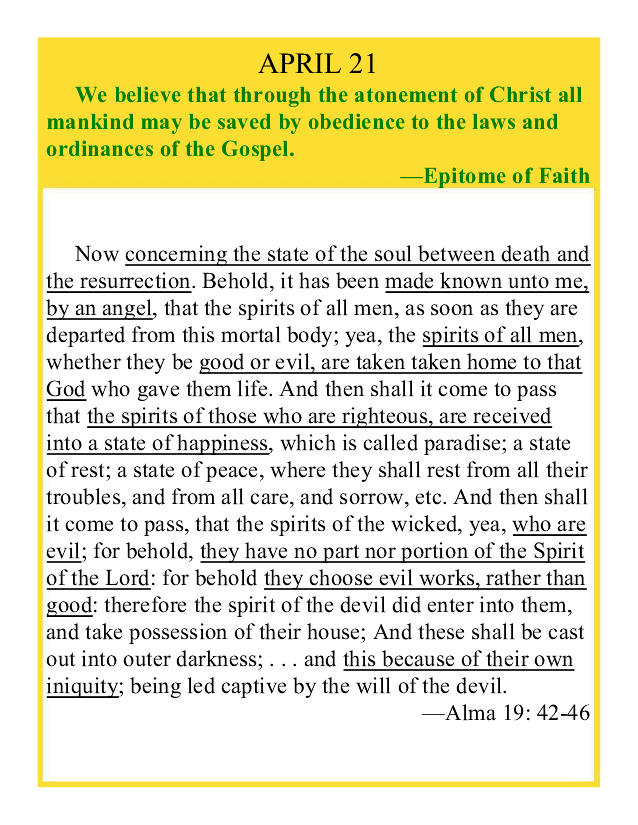 APRIL 21
We believe that through the atonement of Christ all
mankind may be saved by obedience to the laws and
ordinances of the Gospel.
—Epitome of Faith
Now concerning the state of the soul between death and
the resurrection. Behold, it has been made known unto me,
by an angel, that the spirits of all men, as soon as they are
departed from this mortal body; yea, the spirits of all men,
whether they be good or evil, are taken taken home to that
God who gave them life. And then shall it come to pass
that the spirits of those who are righteous, are received
into a state of happiness, which is called paradise; a state
of rest; a state of peace, where they shall rest from all their
troubles, and from all care, and sorrow, etc. And then shall
it come to pass, that the spirits of the wicked, yea, who are
evil; for behold, they have no part nor portion of the Spirit
of the Lord: for behold they choose evil works, rather than
good: therefore the spirit of the devil did enter into them,
and take possession of their house; And these shall be cast
out into outer darkness; . . . and this because of their own
iniquity; being led captive by the will of the devil.
—Alma 19: 42-46